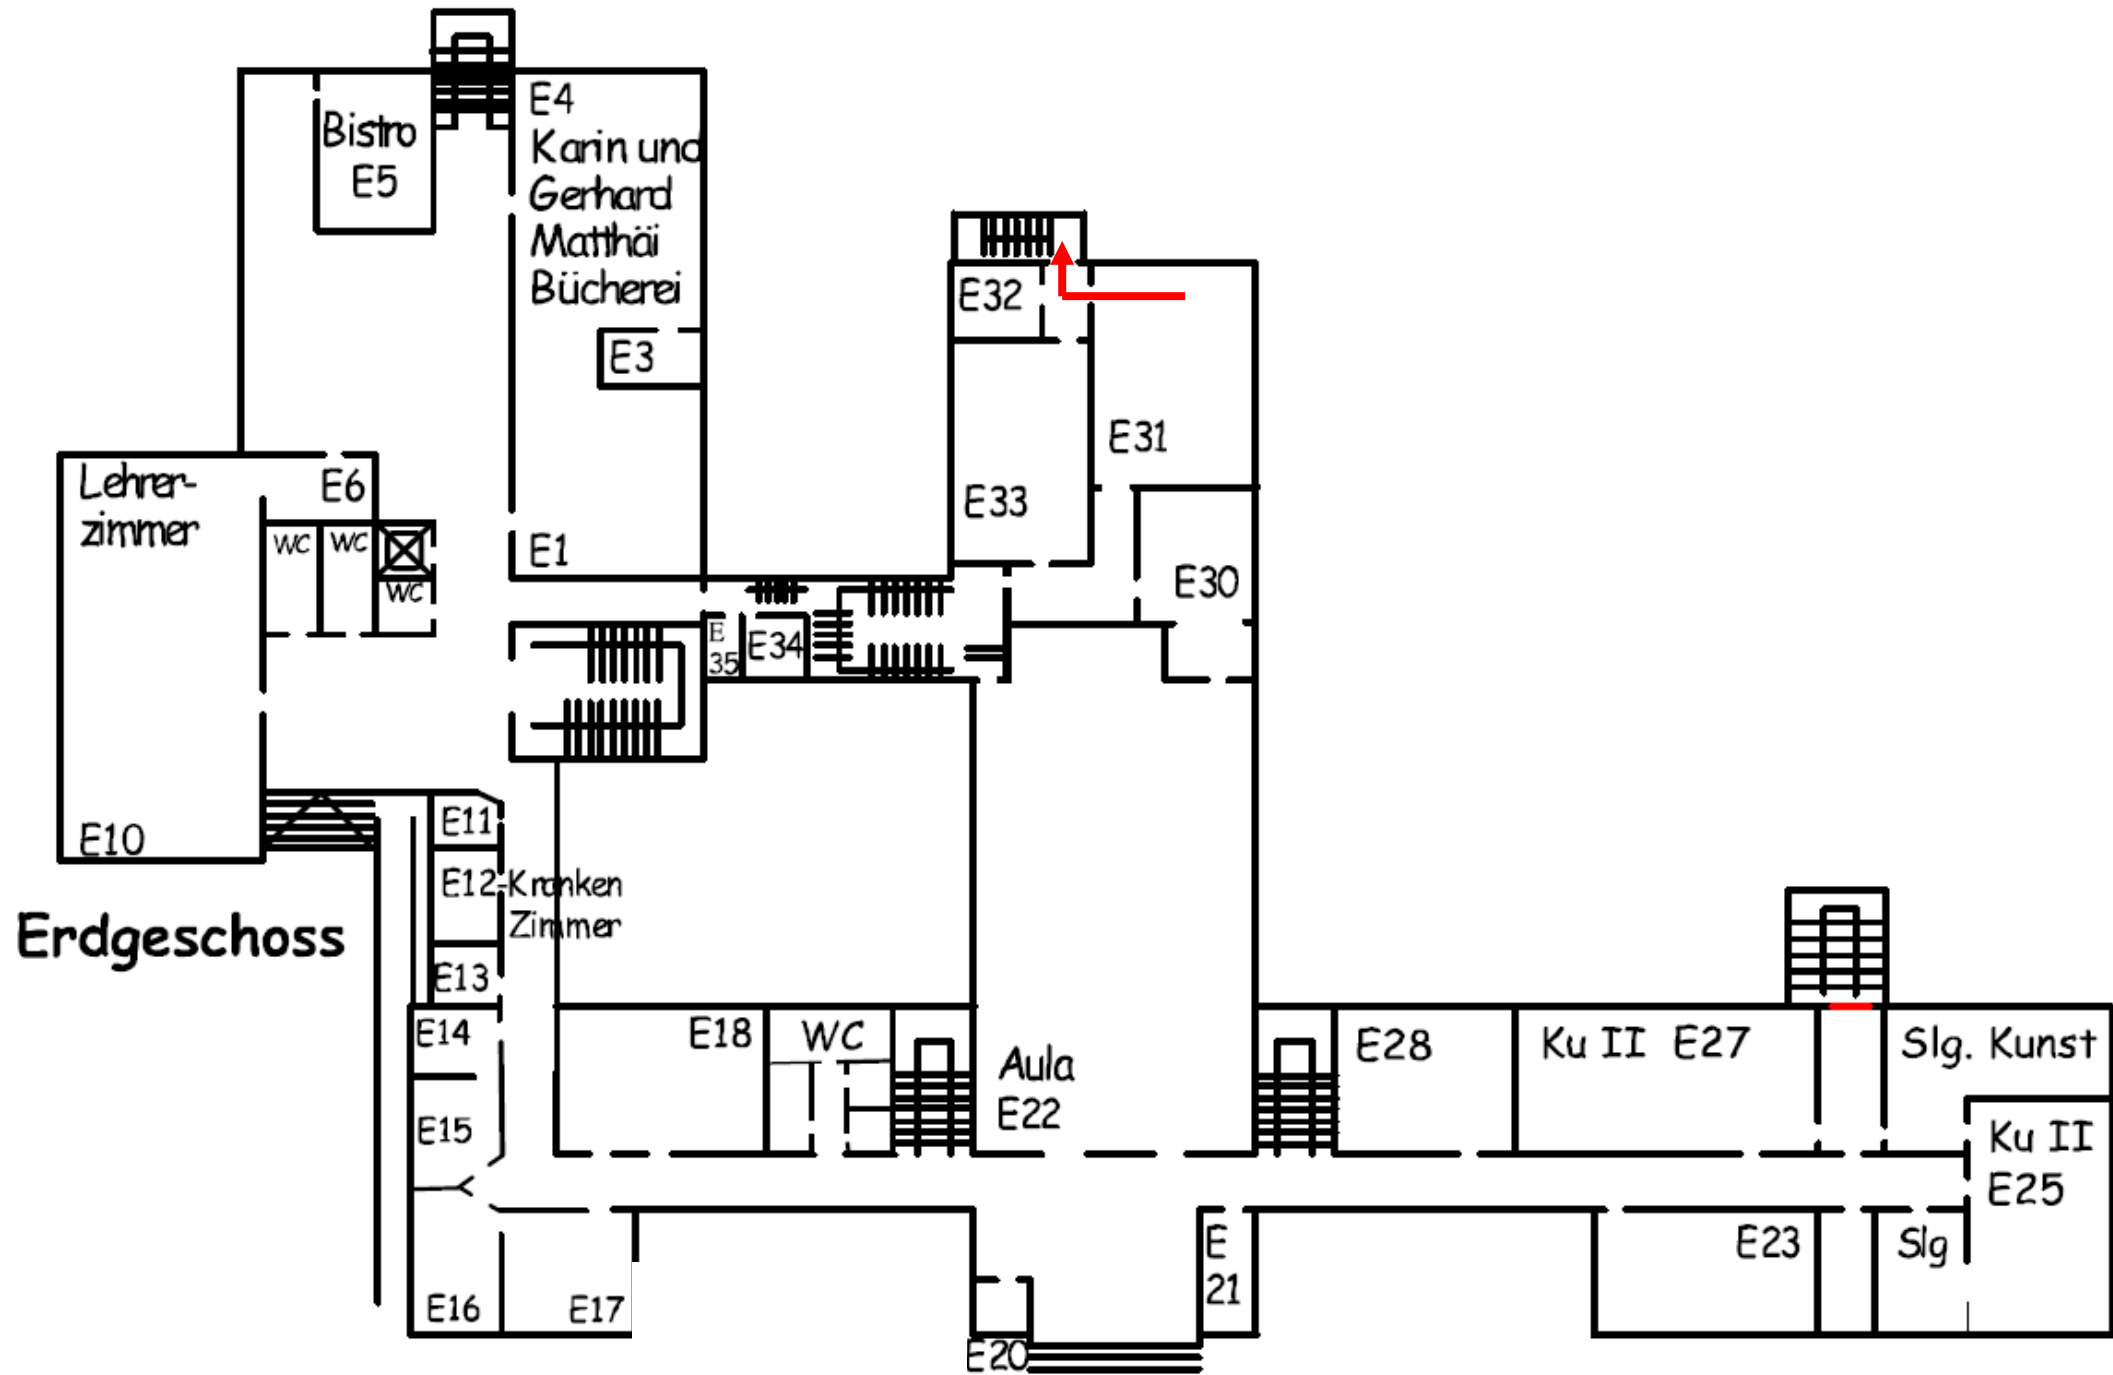 E4
Karin und
Gerhard
Matthäi
Bücherei
Bistro
E5
E3
E32
E31
E33
E30
Lehrer-
zimmer
E6
WC
WC
WC
E1
E
35
E34
E10
E11
E12-Kranken
Zimmer
E13
Erdgeschoss
E14
E15
E16
E17
E18
WC
Aula
E22
E28
Ku II E27
Slg. Kunst
Ku II
E25
E23
Slg
E
21
E20